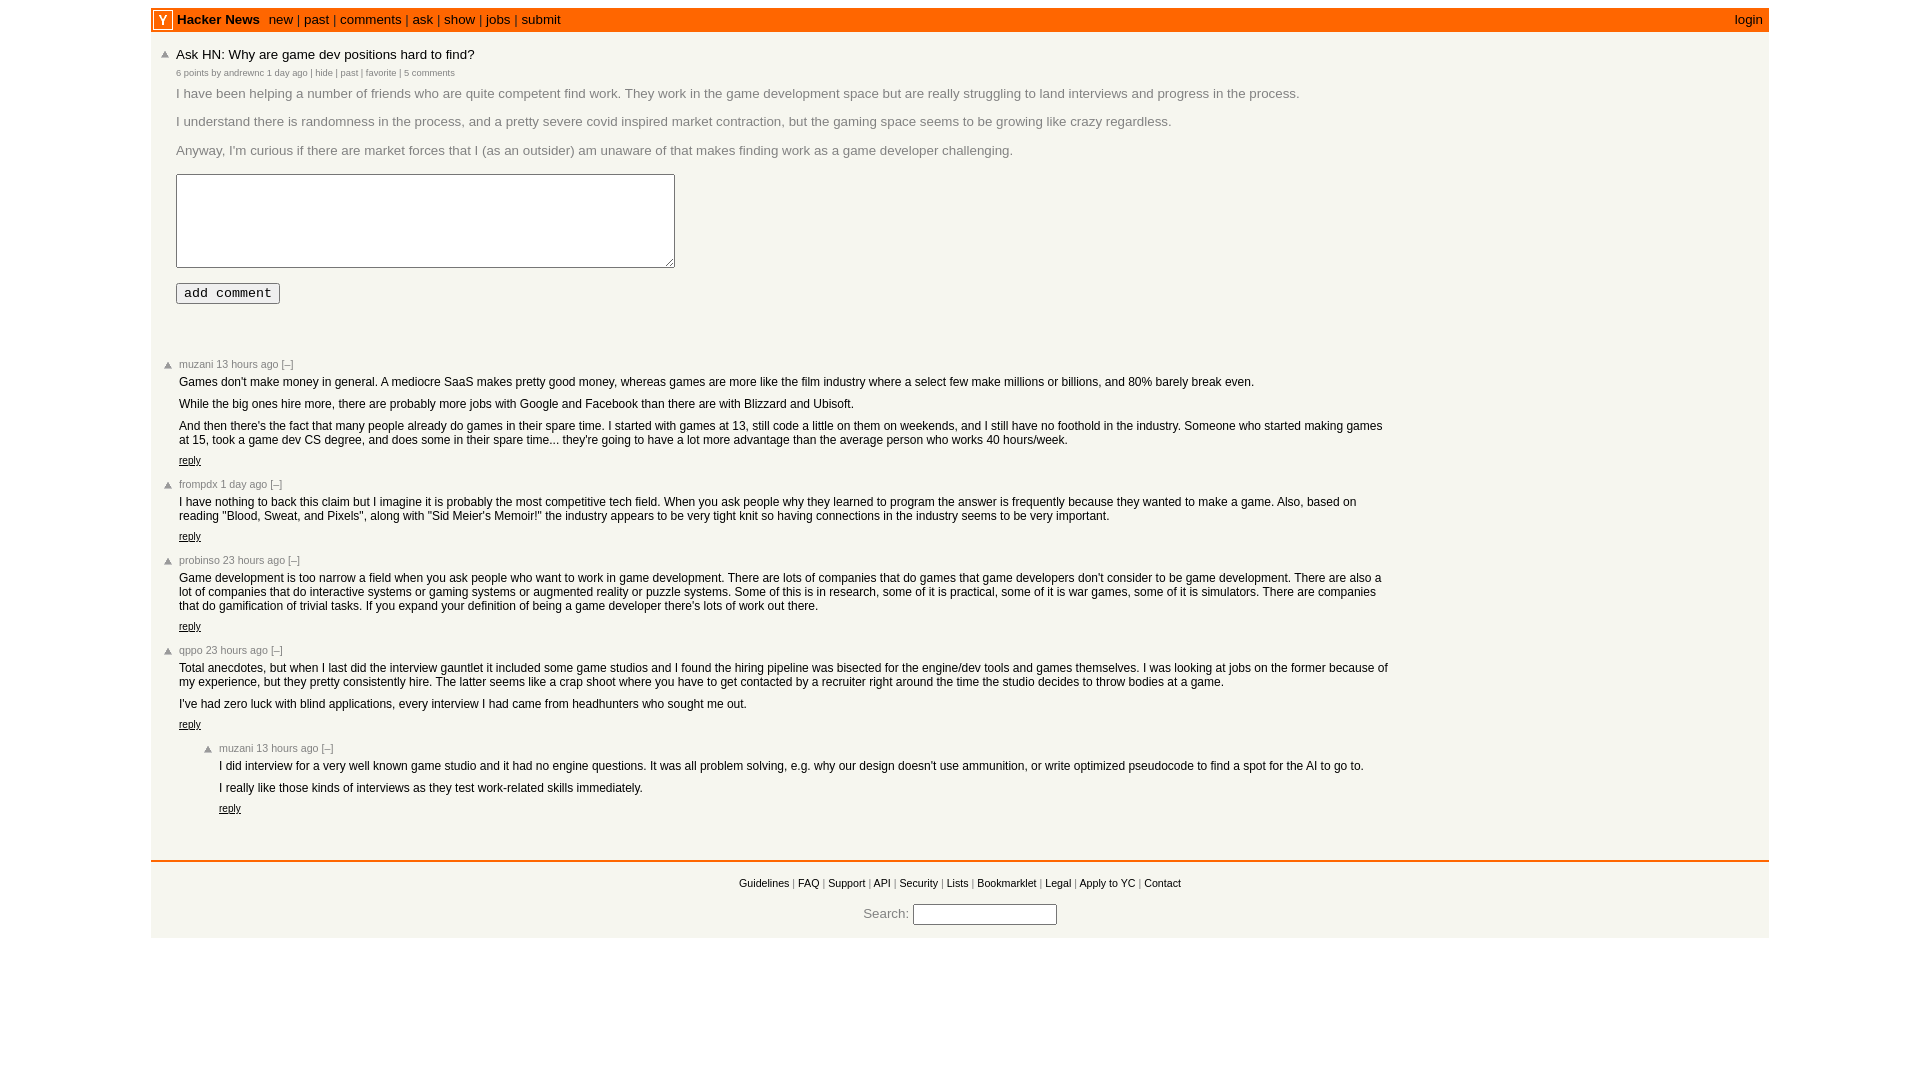 Y Hacker News new | past | comments | ask | show | jobs | submit login
Ask HN: Why are game dev positions hard to find?
6 points by andrewnc 1 day ago | hide | past | favorite | 5 comments
I have been helping a number of friends who are quite competent find work. They work in the game development space but are really struggling to land interviews and progress in the process.
I understand there is randomness in the process, and a pretty severe covid inspired market contraction, but the gaming space seems to be growing like crazy regardless.
Anyway, I'm curious if there are market forces that I (as an outsider) am unaware of that makes finding work as a game developer challenging.
add comment
muzani 13 hours ago [–]
Games don't make money in general. A mediocre SaaS makes pretty good money, whereas games are more like the film industry where a select few make millions or billions, and 80% barely break even.
While the big ones hire more, there are probably more jobs with Google and Facebook than there are with Blizzard and Ubisoft.
And then there's the fact that many people already do games in their spare time. I started with games at 13, still code a little on them on weekends, and I still have no foothold in the industry. Someone who started making games
at 15, took a game dev CS degree, and does some in their spare time... they're going to have a lot more advantage than the average person who works 40 hours/week.
reply
frompdx 1 day ago [–]
I have nothing to back this claim but I imagine it is probably the most competitive tech field. When you ask people why they learned to program the answer is frequently because they wanted to make a game. Also, based on
reading "Blood, Sweat, and Pixels", along with "Sid Meier's Memoir!" the industry appears to be very tight knit so having connections in the industry seems to be very important.
reply
probinso 23 hours ago [–]
Game development is too narrow a field when you ask people who want to work in game development. There are lots of companies that do games that game developers don't consider to be game development. There are also a
lot of companies that do interactive systems or gaming systems or augmented reality or puzzle systems. Some of this is in research, some of it is practical, some of it is war games, some of it is simulators. There are companies
that do gamification of trivial tasks. If you expand your definition of being a game developer there's lots of work out there.
reply
qppo 23 hours ago [–]
Total anecdotes, but when I last did the interview gauntlet it included some game studios and I found the hiring pipeline was bisected for the engine/dev tools and games themselves. I was looking at jobs on the former because of
my experience, but they pretty consistently hire. The latter seems like a crap shoot where you have to get contacted by a recruiter right around the time the studio decides to throw bodies at a game.
I've had zero luck with blind applications, every interview I had came from headhunters who sought me out.
reply
muzani 13 hours ago [–]
I did interview for a very well known game studio and it had no engine questions. It was all problem solving, e.g. why our design doesn't use ammunition, or write optimized pseudocode to find a spot for the AI to go to.
I really like those kinds of interviews as they test work-related skills immediately.
reply
Guidelines | FAQ | Support | API | Security | Lists | Bookmarklet | Legal | Apply to YC | Contact
Search: